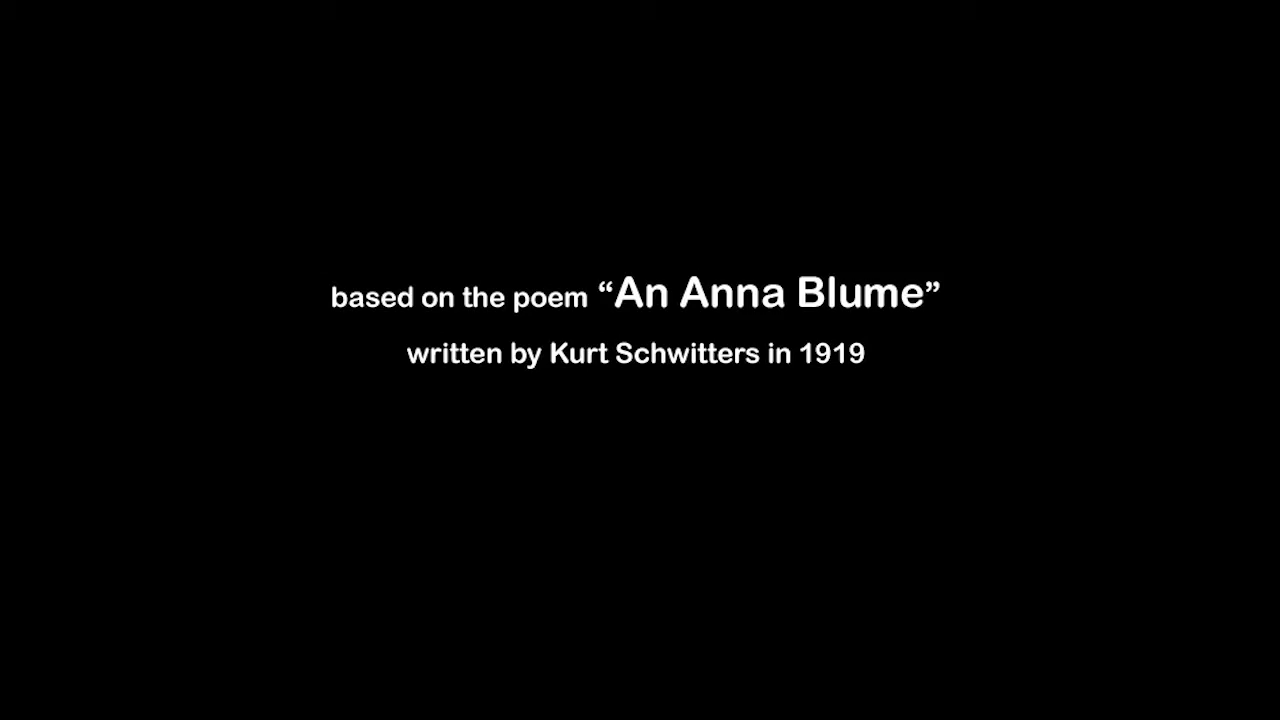 based on the poem “An Anna Blume”
written by Kurt Schwitters in 1919